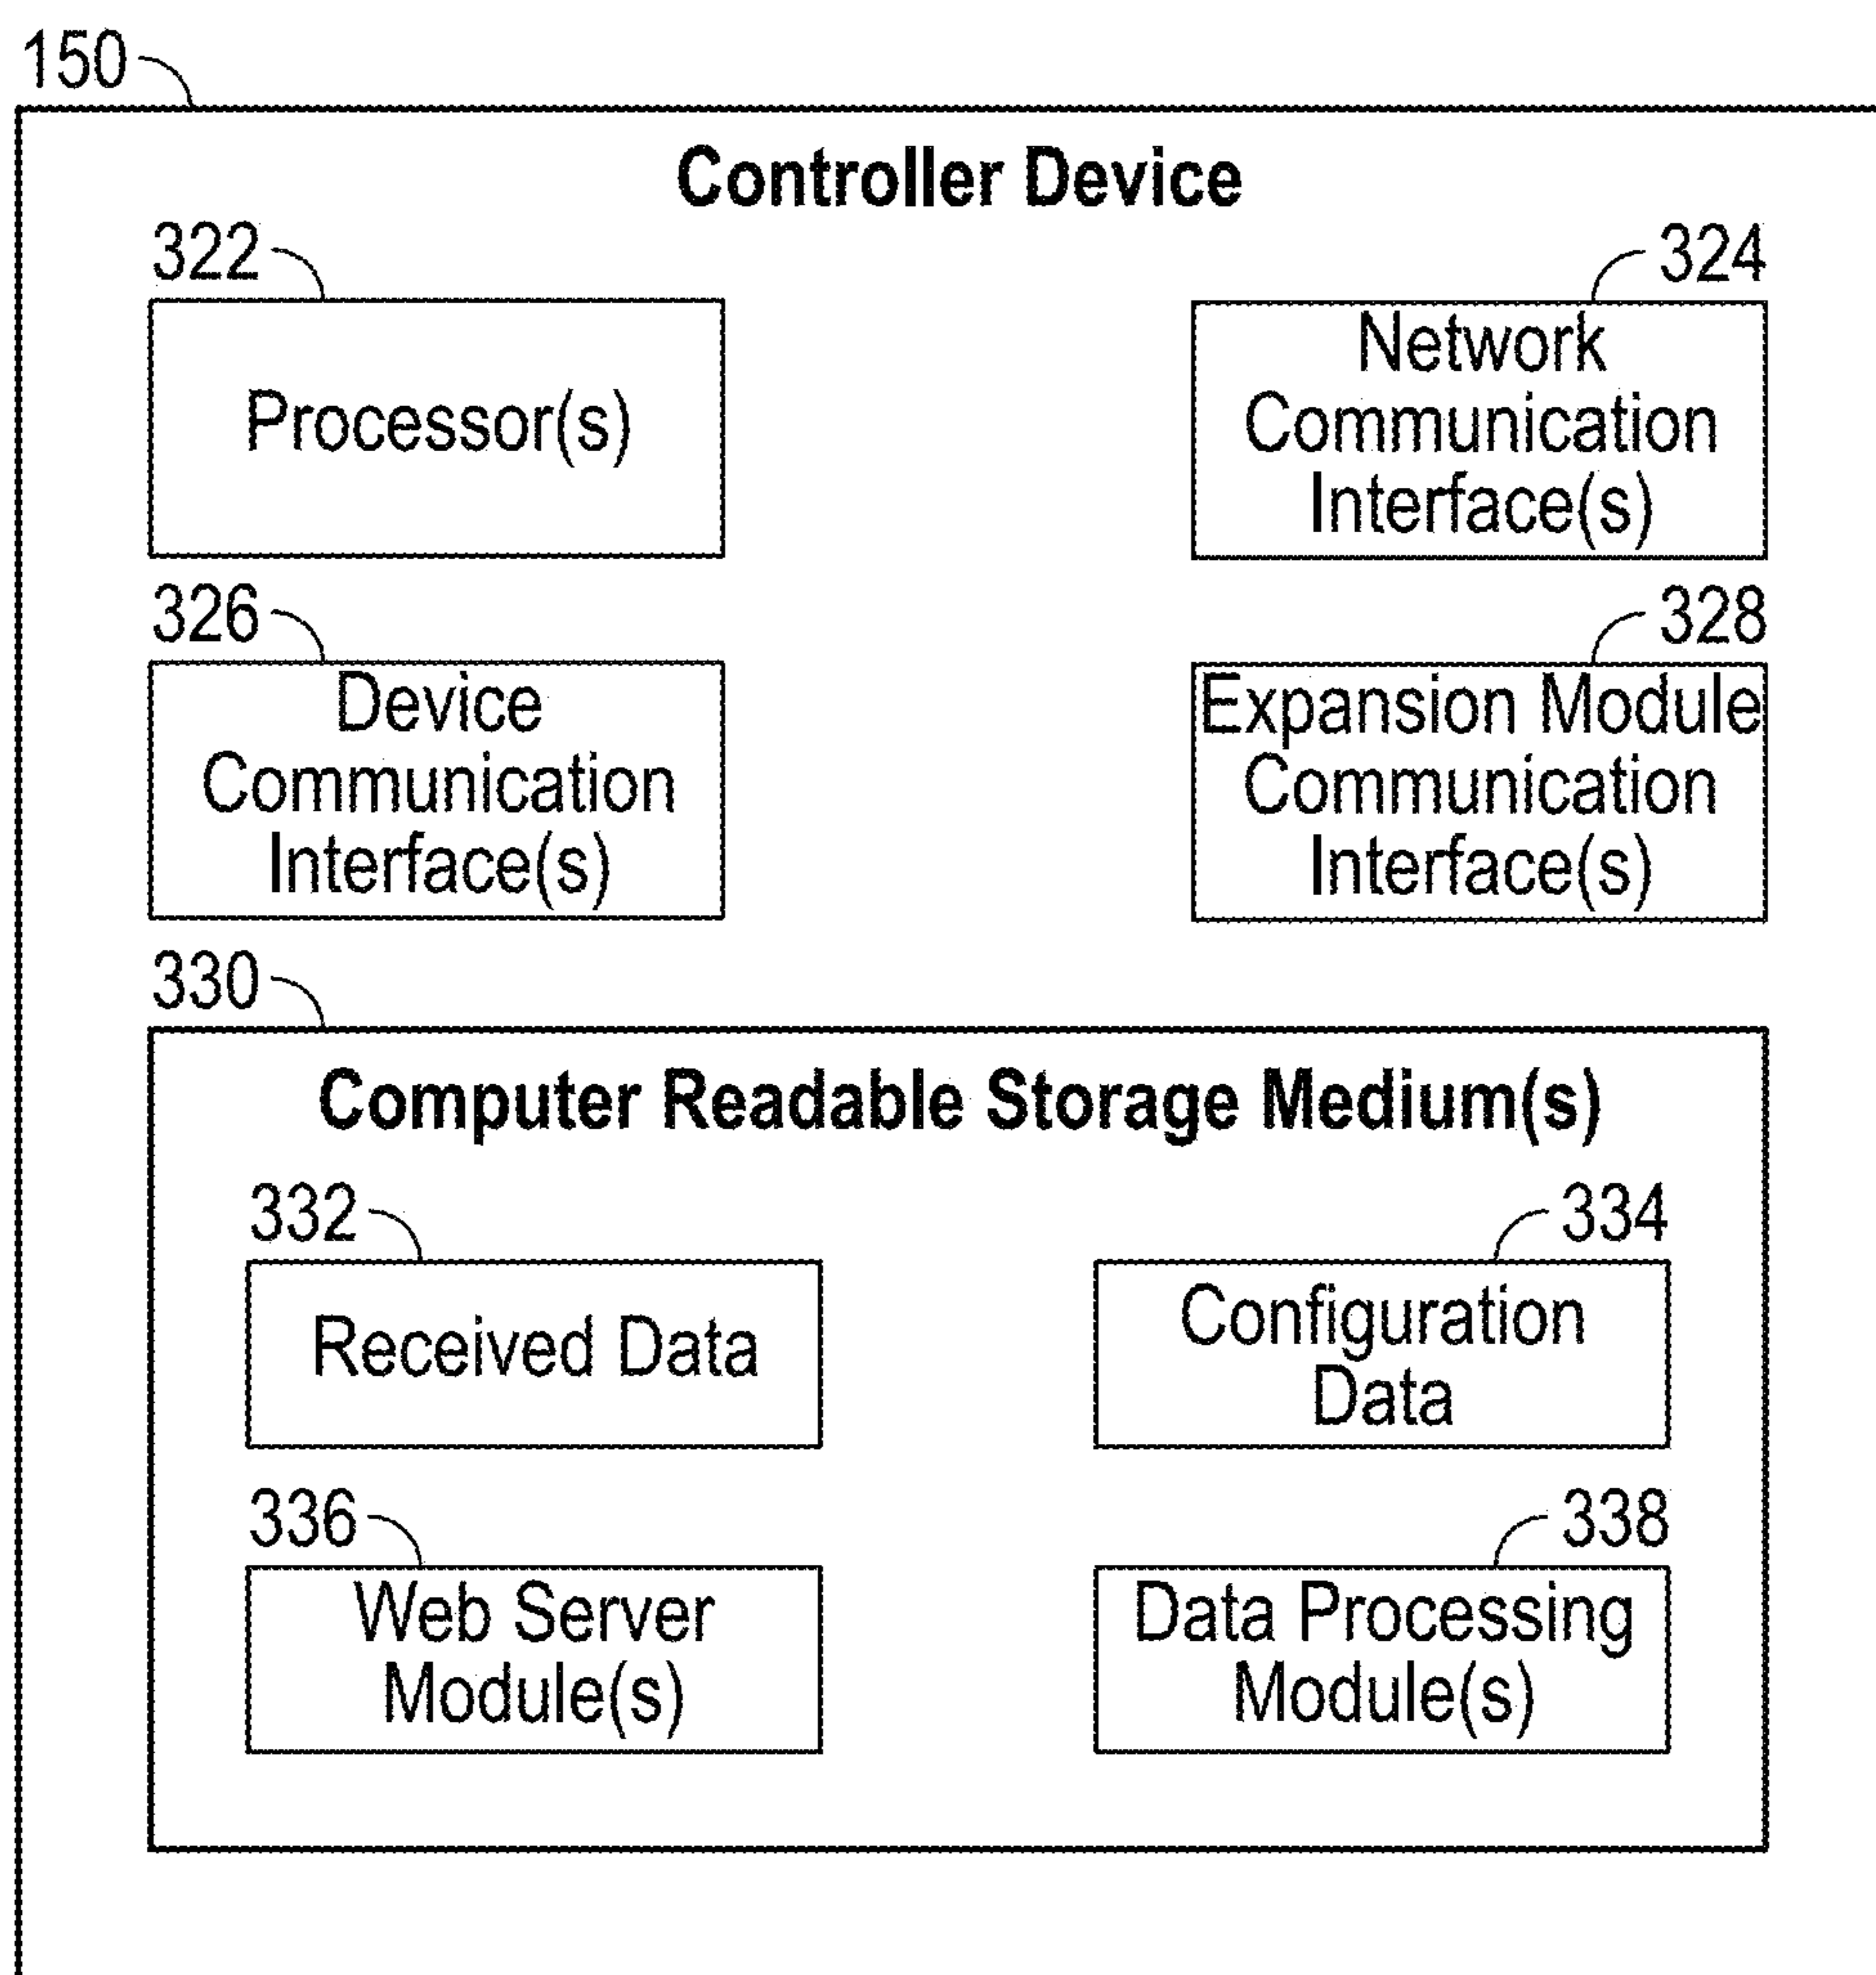 150
Controller Device
322
324
Processor(s)
Network
Communication
Interface(s)
326
328
Device
Communication
Interface(s)
Expansion Module
Communication
Interface(s)
330
Computer Readable Storage Medium(s)
332
334
Received Data
Configuration
Data
336
338
Web Server
Module(s)
Data Processing
Module(s)